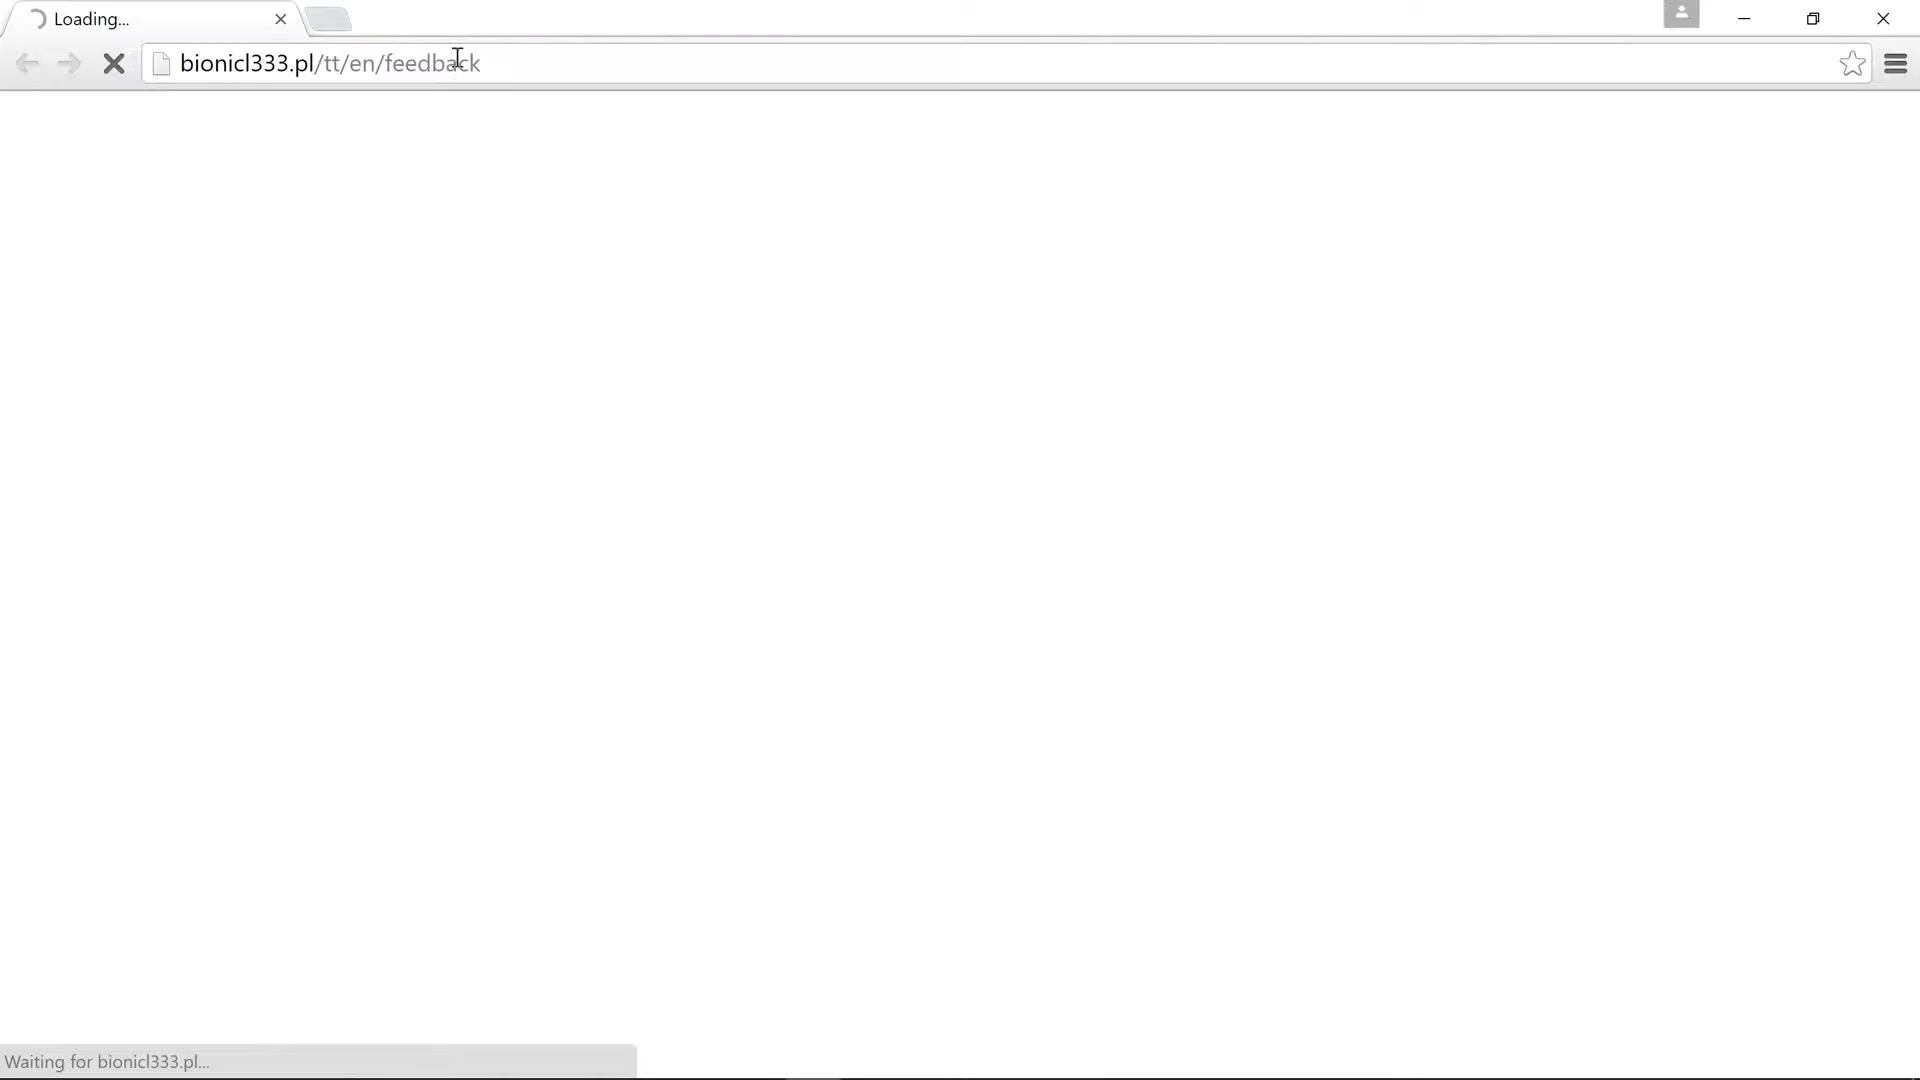 Loading...
bionicl333.pl/tt/en/feedback
Waiting for bionicl333.pl...